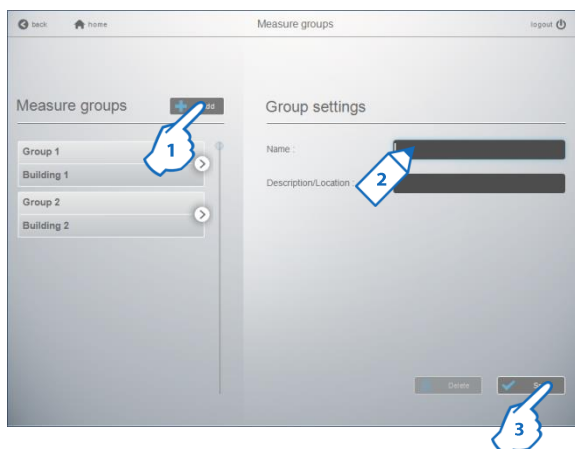 back
home
Measure groups
logout
Measure groups
Group settings
1
Group 1
Building 1
Name :
2
Description/Location :
Group 2
Building 2
Delete
3